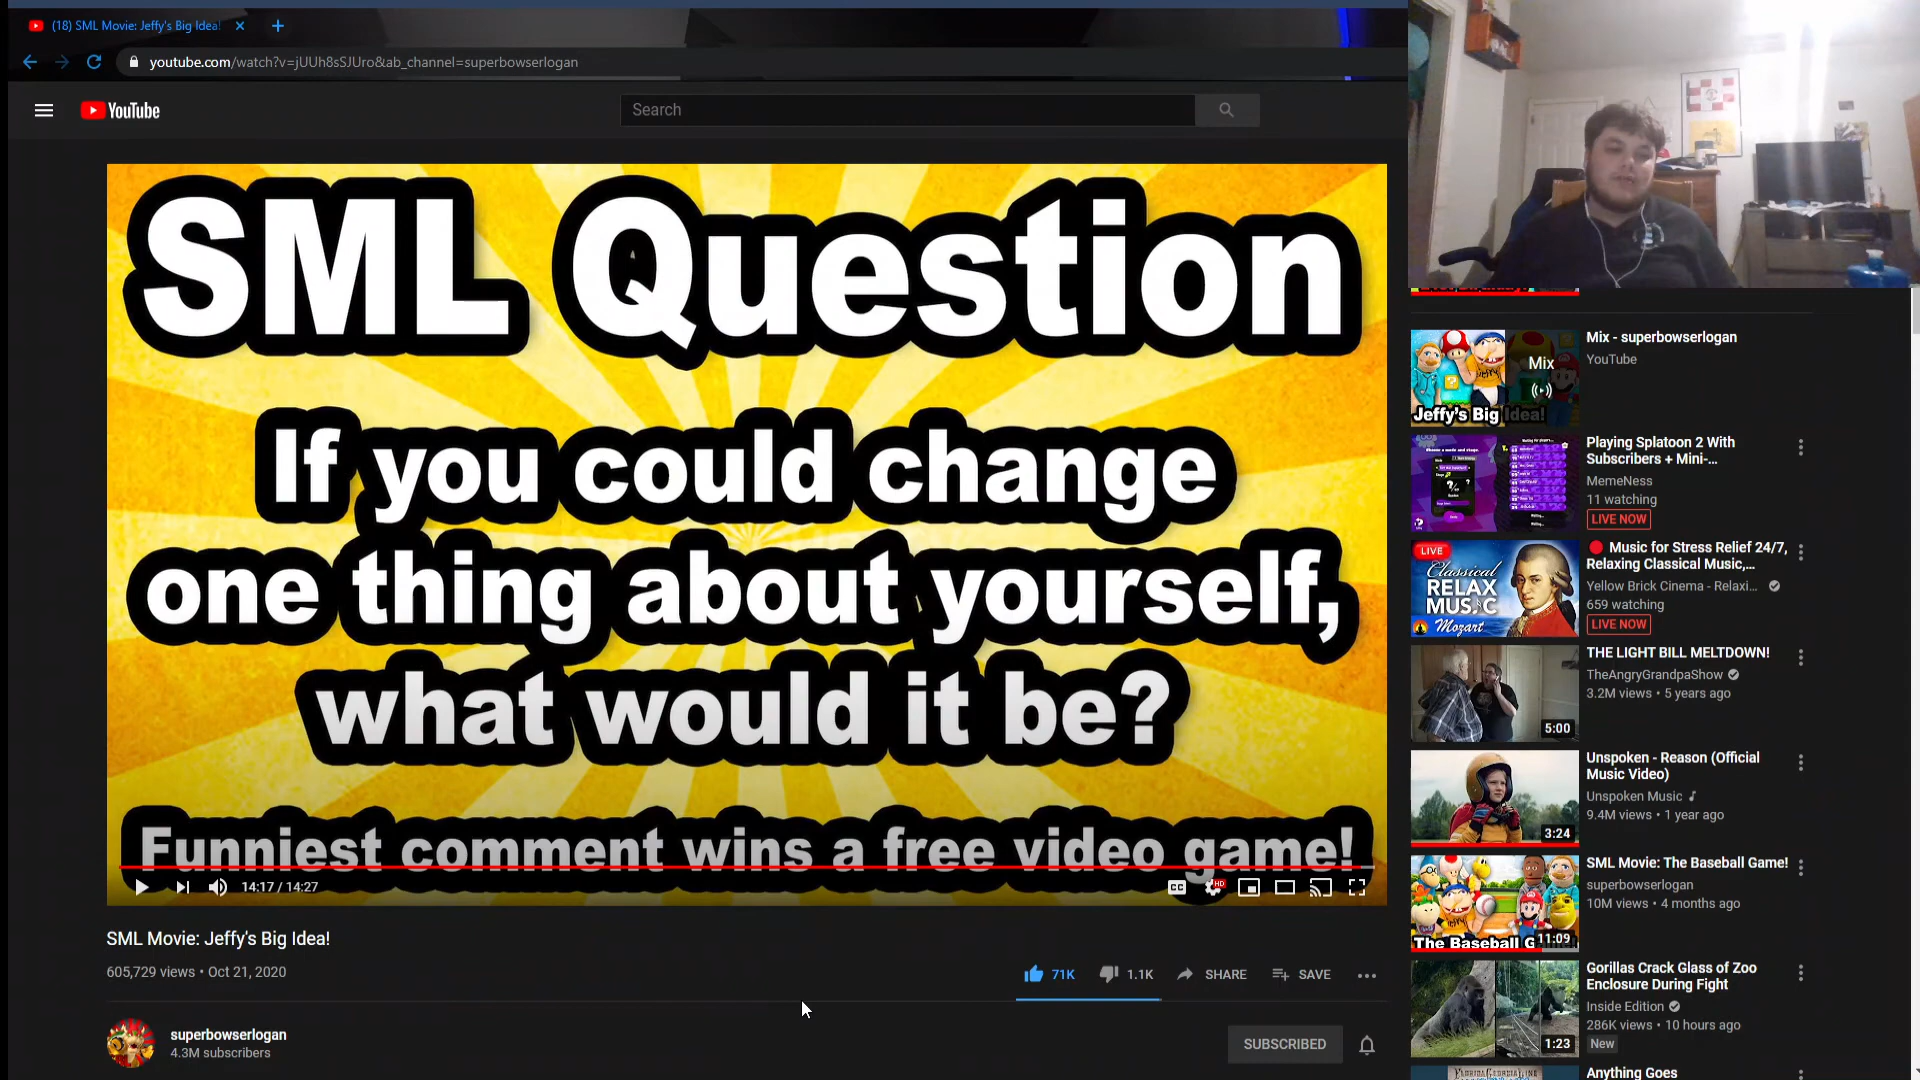 (18) SML Movie: Jeffy's Big Idea!
youtube.com/watch?v=jUUh8sSJUro&ab_channel=superbowserlogan
YouTube
Search
SML Question
If you could change
one thing about yourself,
what would it be?
Funniest comment wins a free video game!
14:17 / 14:27
CC
HD
SML Movie: Jeffy's Big Idea!
605,729 views • Oct 21, 2020
71K
1.1K
SHARE
SAVE
superbowserlogan
4.3M subscribers
SUBSCRIBED
Mix
Jeffy's Big Idea!
Mix - superbowserlogan
YouTube
Playing Splatoon 2 With
Subscribers + Mini-...
MemeNess
11 watching
LIVE NOW
LIVE
Classical
RELAX
MUSIC
Mozart
Music for Stress Relief 24/7,
Relaxing Classical Music,...
Yellow Brick Cinema - Relaxi...
659 watching
LIVE NOW
5:00
THE LIGHT BILL MELTDOWN!
TheAngryGrandpaShow
3.2M views • 5 years ago
3:24
Unspoken - Reason (Official
Music Video)
Unspoken Music
9.4M views • 1 year ago
The Baseball G
11:09
SML Movie: The Baseball Game!
superbowserlogan
10M views • 4 months ago
1:23
Gorillas Crack Glass of Zoo
Enclosure During Fight
Inside Edition
286K views • 10 hours ago
New
Anything Goes